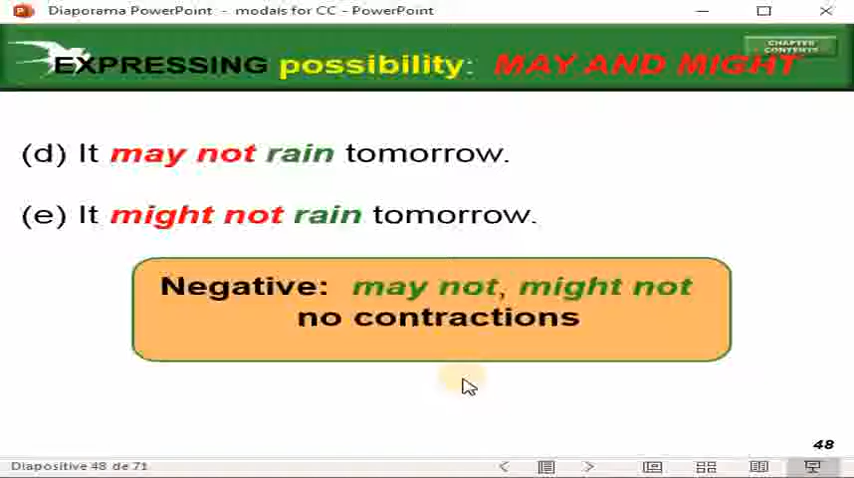 Diaporama PowerPoint - modals for CC - PowerPoint
CHAPTER
CONTENTS
EXPRESSING possibility: MAY AND MIGHT
(d) It may not rain tomorrow.
(e) It might not rain tomorrow.
Negative: may not, might not
no contractions
48
Diapositive 48 de 71